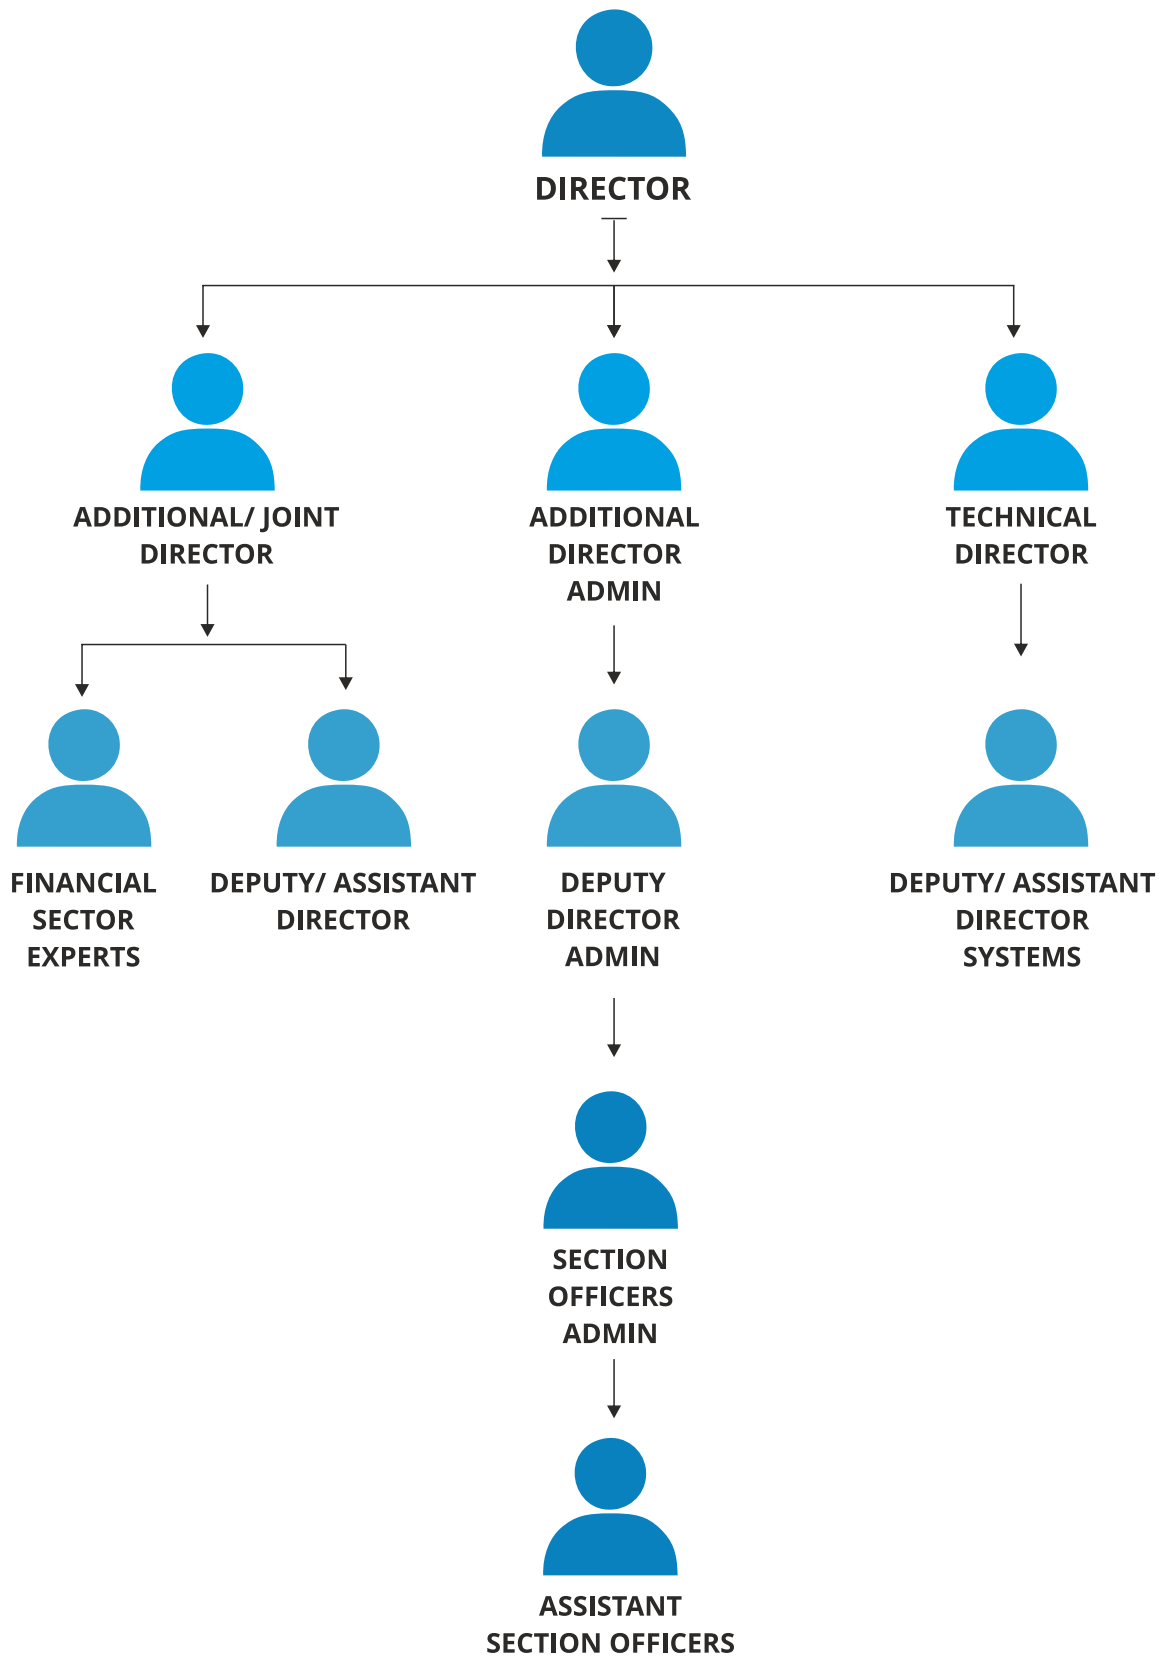 DIRECTOR
ADDITIONAL/ JOINT
DIRECTOR
ADDITIONAL
DIRECTOR
ADMIN
TECHNICAL
DIRECTOR
FINANCIAL
SECTOR
EXPERTS
DEPUTY/ ASSISTANT
DIRECTOR
DEPUTY
DIRECTOR
ADMIN
DEPUTY/ ASSISTANT
DIRECTOR
SYSTEMS
SECTION
OFFICERS
ADMIN
ASSISTANT
SECTION OFFICERS